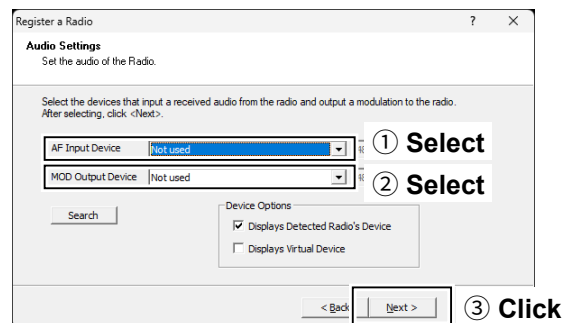 Register a Radio ? ×
Audio Settings
Set the audio of the Radio.
Select the devices that input a received audio from the radio and output a modulation to the radio.
After selecting, click <Next>.
AF Input Device Not used ① Select
MOD Output Device Not used ② Select
Search
Device Options
Displays Detected Radio's Device
Displays Virtual Device
< Back Next > ③ Click